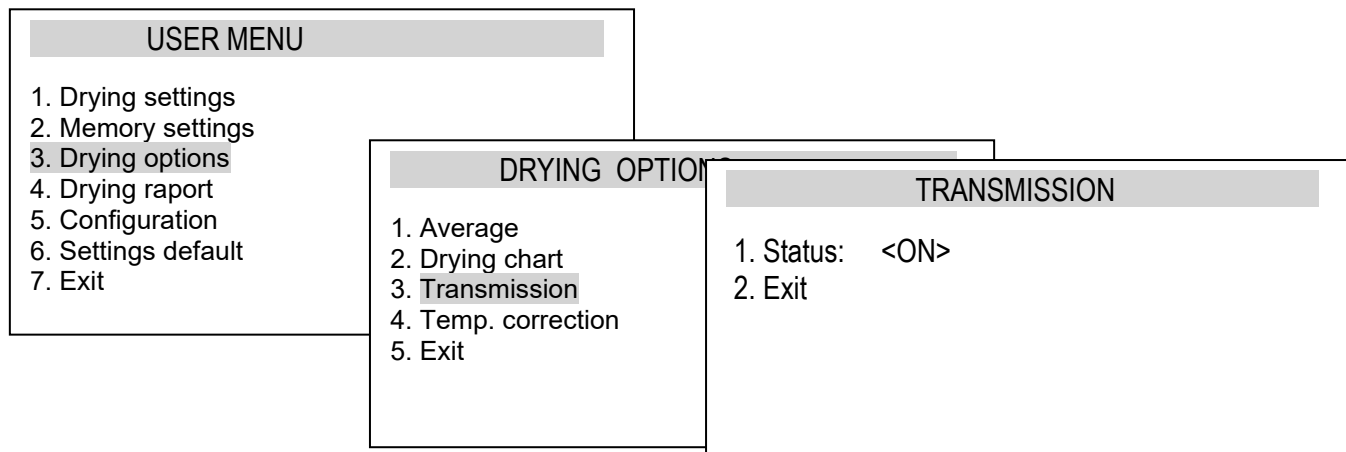 USER MENU
1. Drying settings
2. Memory settings
3. Drying options
4. Drying raport
5. Configuration
6. Settings default
7. Exit
DRYING OPTION
1. Average
2. Drying chart
3. Transmission
4. Temp. correction
5. Exit
TRANSMISSION
1. Status: <ON>
2. Exit